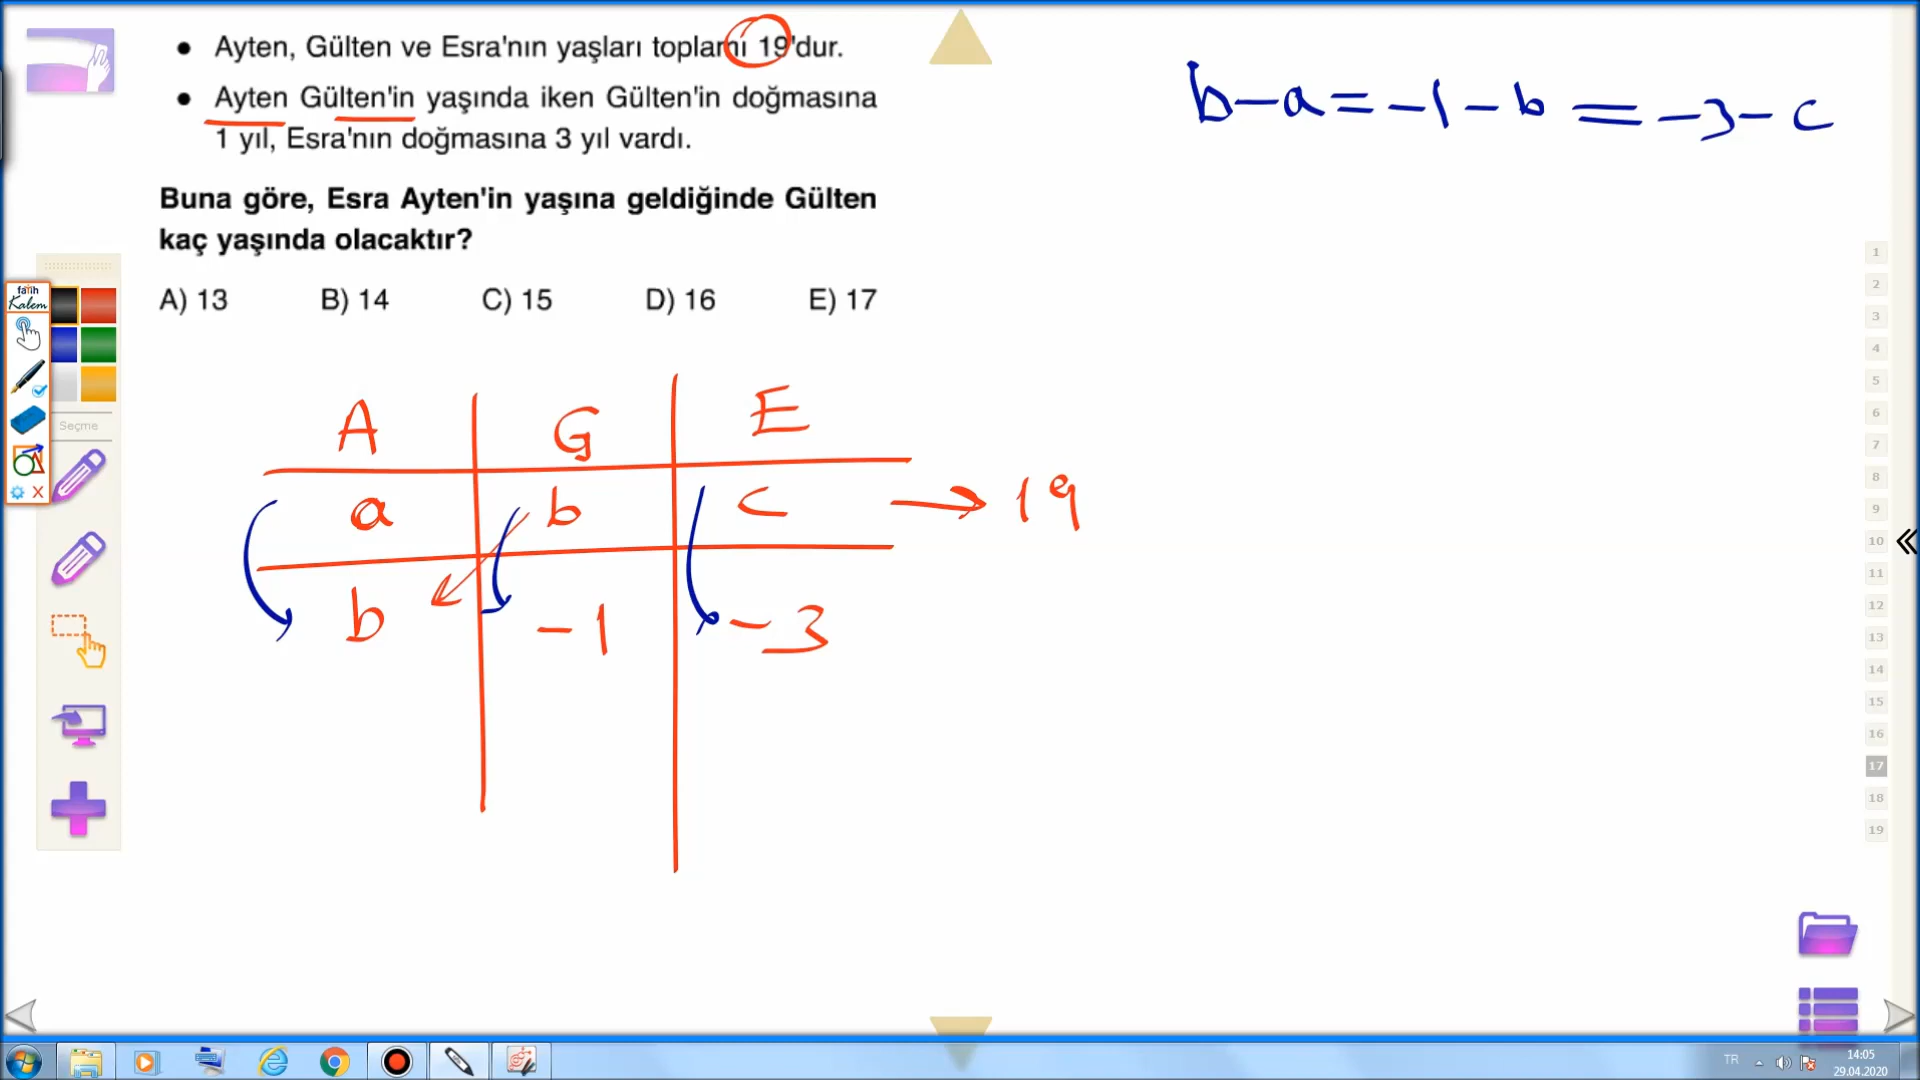 ● Ayten, Gülten ve Esra'nın yaşları toplamı 19'dur.
● Ayten Gülten'in yaşında iken Gülten'in doğmasına
1 yıl, Esra'nın doğmasına 3 yıl vardı.
Buna göre, Esra Ayten'in yaşına geldiğinde Gülten
kaç yaşında olacaktır?
A) 13 B) 14 C) 15 D) 16 E) 17
b-a=-1-b=-3-c
A G E
a b c → 19
b -1 -3
fatih
Kalem
Seçme
X
1
2
3
4
5
6
7
8
9
10
11
12
13
14
15
16
17
18
19
TR
14:05
29.04.2020